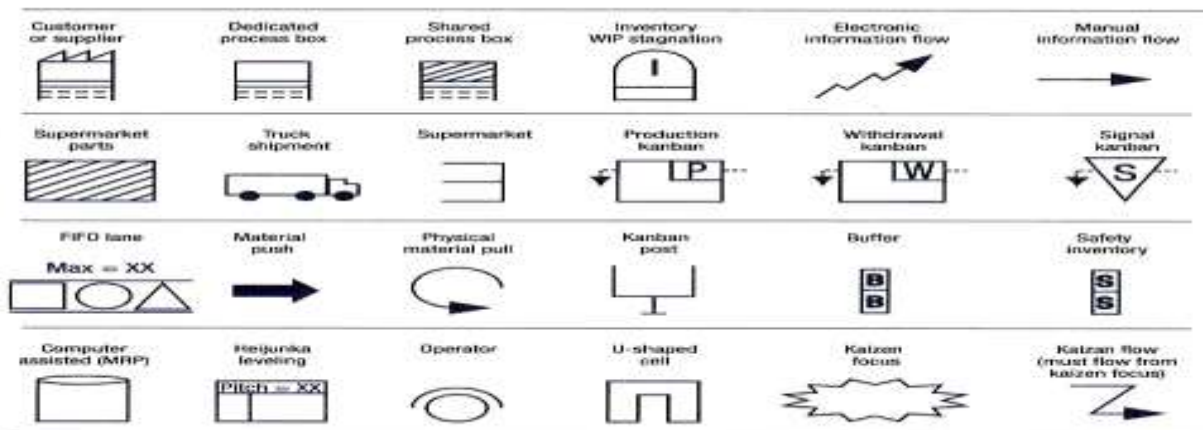 Customer
or supplier
Dedicated
process box
Shared
process box
Inventory
WIP stagnation
Electronic
information flow
Manual
information flow
Supermarket
parts
Truck
shipment
Supermarket
Production
kanban
P
Withdrawal
kanban
W
Signal
kanban
S
FIFO lane
Max = XX
Material
push
Physical
material pull
Kanban
post
Buffer
B
B
Safety
inventory
S
S
Computer
assisted (MRP)
Heijunka
leveling
Pitch = XX
Operator
U-shaped
cell
Kaizen
focus
Kaizan flow
(must flow from
kaizen focus)